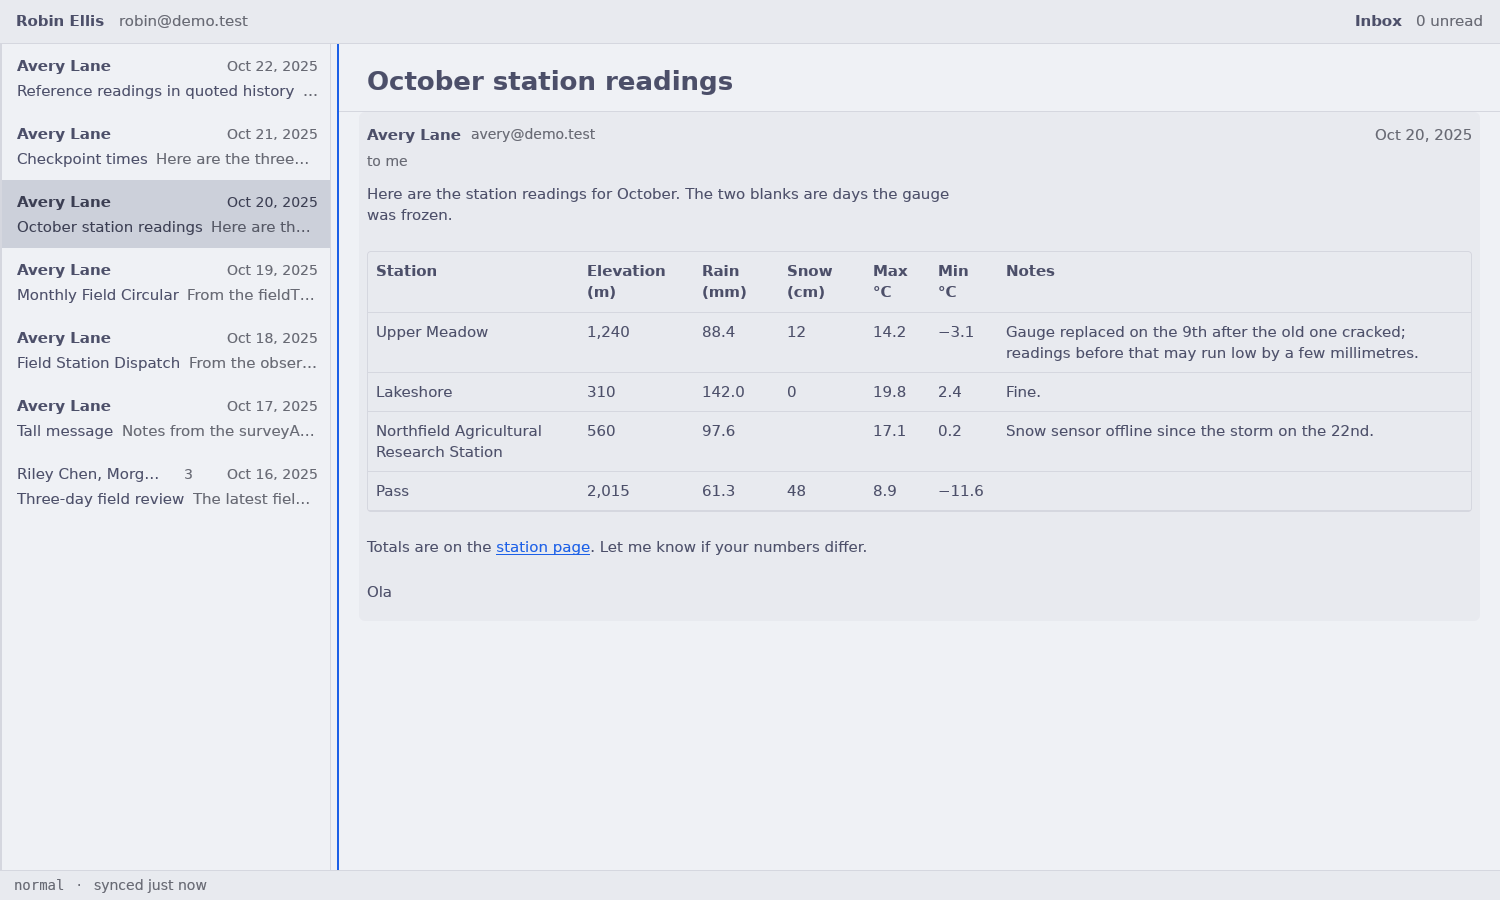 Robin Ellis robin@demo.test Inbox 0 unread
Avery Lane Oct 22, 2025
Reference readings in quoted history …
Avery Lane Oct 21, 2025
Checkpoint times Here are the three…
Avery Lane Oct 20, 2025
October station readings Here are th…
Avery Lane Oct 19, 2025
Monthly Field Circular From the fieldT…
Avery Lane Oct 18, 2025
Field Station Dispatch From the obser…
Avery Lane Oct 17, 2025
Tall message Notes from the surveyA…
Riley Chen, Morg… 3 Oct 16, 2025
Three-day field review The latest fiel…
October station readings
Avery Lane avery@demo.test Oct 20, 2025
to me
Here are the station readings for October. The two blanks are days the gauge
was frozen.
Station Elevation (m) Rain (mm) Snow (cm) Max °C Min °C Notes
Upper Meadow 1,240 88.4 12 14.2 −3.1 Gauge replaced on the 9th after the old one cracked;
readings before that may run low by a few millimetres.
Lakeshore 310 142.0 0 19.8 2.4 Fine.
Northfield Agricultural 560 97.6 17.1 0.2 Snow sensor offline since the storm on the 22nd.
Research Station
Pass 2,015 61.3 48 8.9 −11.6
Totals are on the station page. Let me know if your numbers differ.
Ola
normal · synced just now